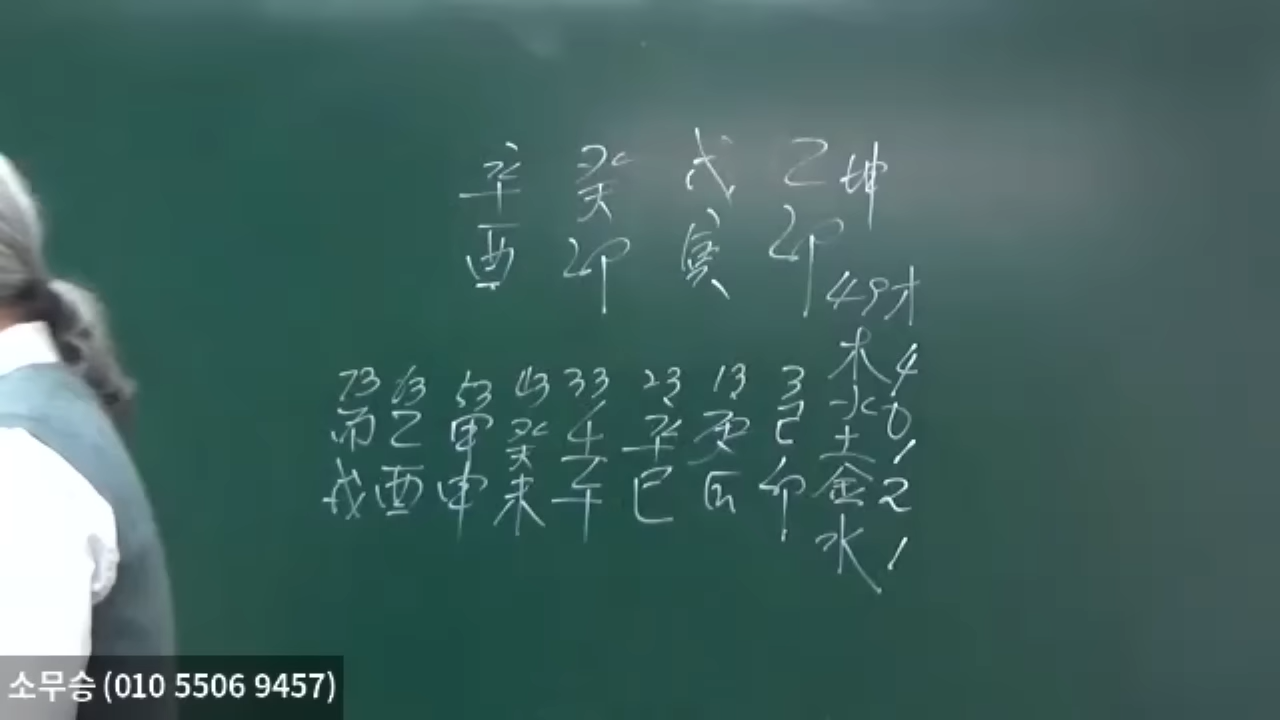 辛 癸 戊 乙 坤
酉 卯 寅 卯
49才
73 63 53 43 33 23 13 3
丙 乙 甲 癸 壬 辛 庚 己
戌 酉 申 未 午 巳 辰 卯
木 4
火 0
土 1
金 2
水 1
소무승 (010 5506 9457)